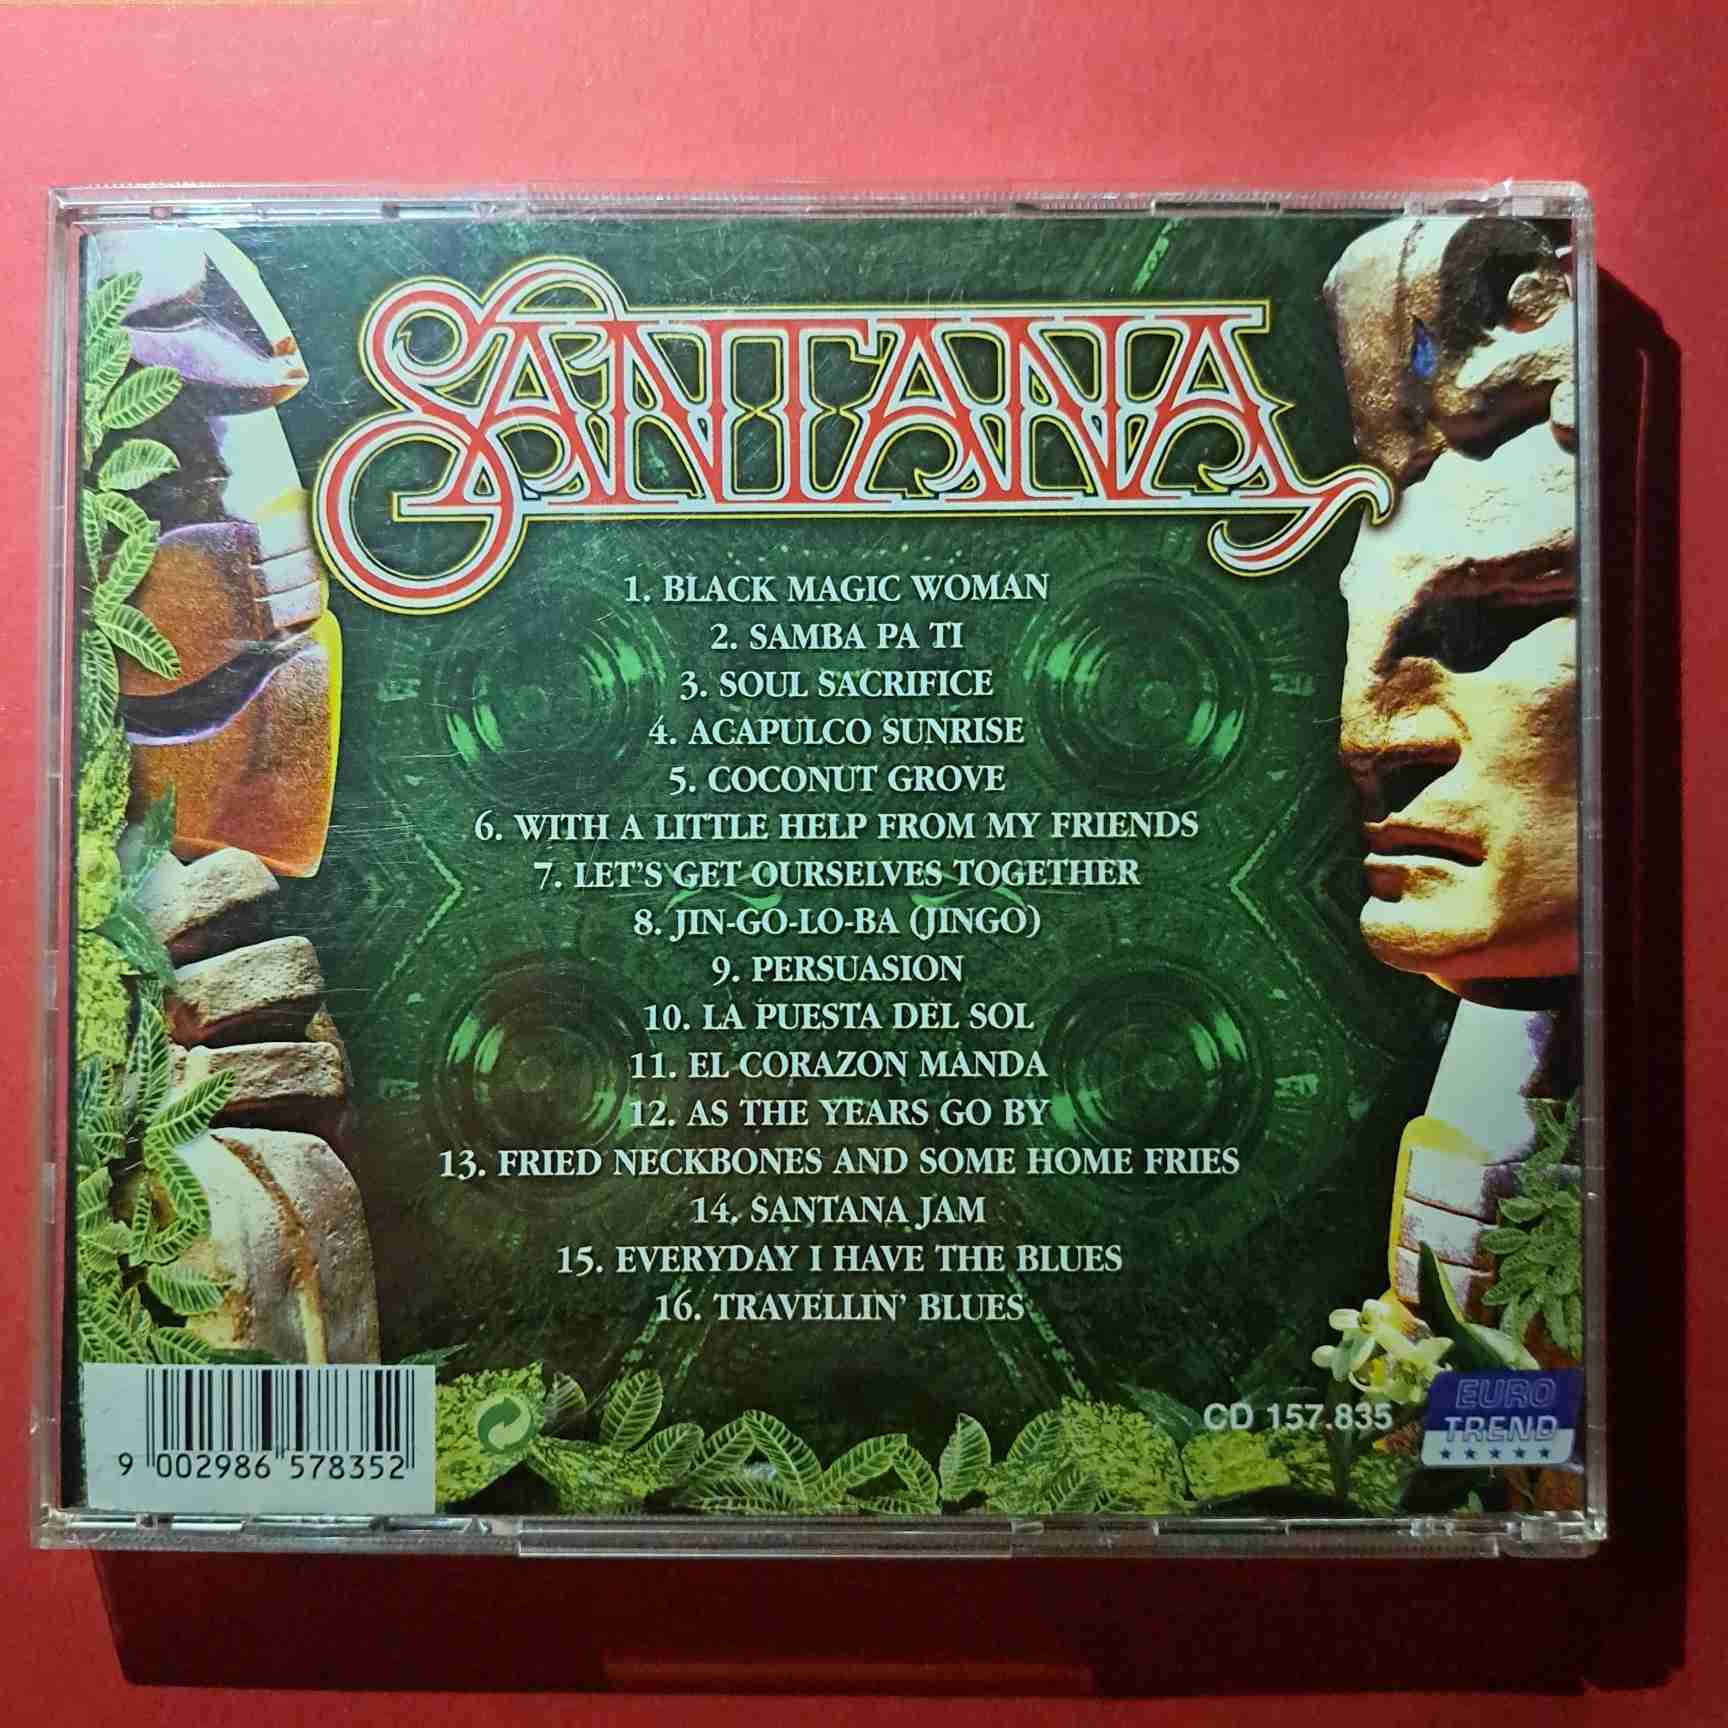 SANTANA
1. BLACK MAGIC WOMAN
2. SAMBA PA TI
3. SOUL SACRIFICE
4. ACAPULCO SUNRISE
5. COCONUT GROVE
6. WITH A LITTLE HELP FROM MY FRIENDS
7. LET'S GET OURSELVES TOGETHER
8. JIN-GO-LO-BA (JINGO)
9. PERSUASION
10. LA PUESTA DEL SOL
11. EL CORAZON MANDA
12. AS THE YEARS GO BY
13. FRIED NECKBONES AND SOME HOME FRIES
14. SANTANA JAM
15. EVERYDAY I HAVE THE BLUES
16. TRAVELLIN' BLUES
9 002986 578352
CD 157.835
EURO
TREND